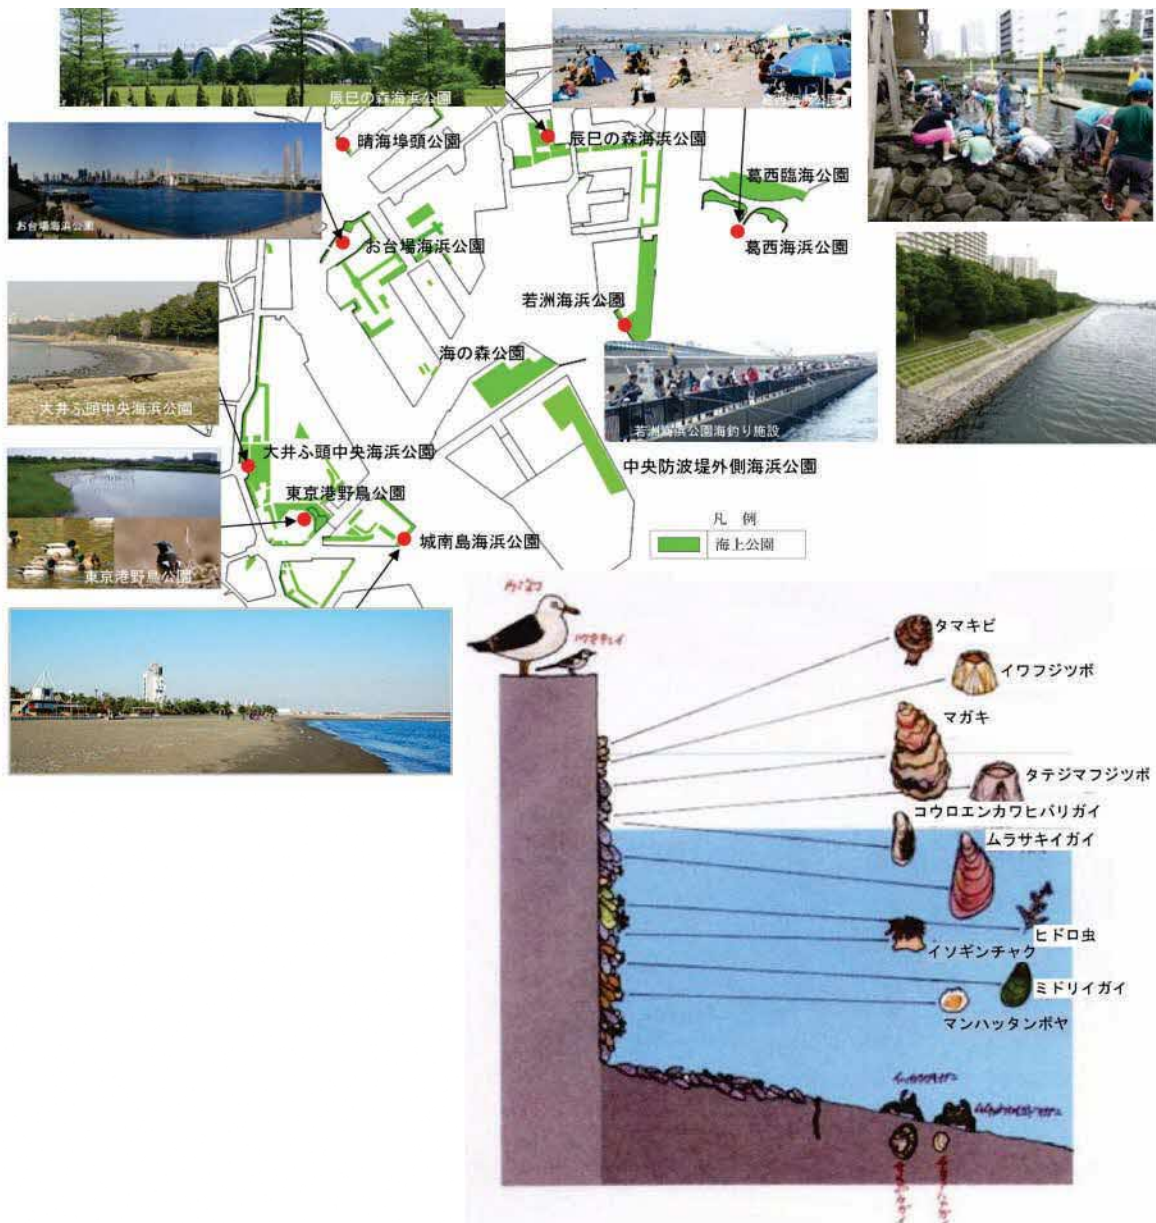 辰巳の森海浜公園
葛西海浜公園
晴海埠頭公園
辰巳の森海浜公園
葛西臨海公園
お台場海浜公園
お台場海浜公園
葛西海浜公園
若洲海浜公園
海の森公園
大井ふ頭中央海浜公園
若洲海浜公園海釣り施設
大井ふ頭中央海浜公園
中央防波堤外側海浜公園
東京港野鳥公園
凡 例
城南島海浜公園
海上公園
東京港野鳥公園
タマキビ
イワフジツボ
マガキ
タテジマフジツボ
コウロエンカワヒバリガイ
ムラサキイガイ
ヒドロ虫
イソギンチャク
ミドリイガイ
マンハッタンボヤ